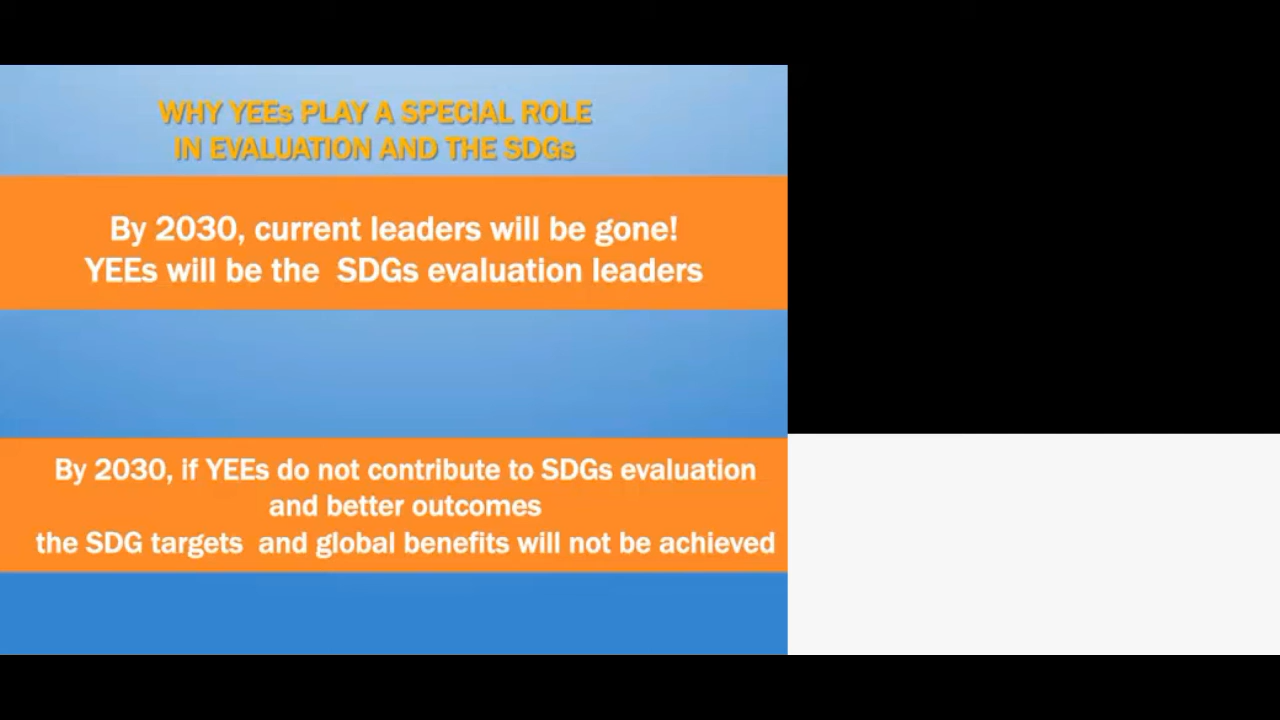 WHY YEEs PLAY A SPECIAL ROLE
IN EVALUATION AND THE SDGs
By 2030, current leaders will be gone!
YEEs will be the  SDGs evaluation leaders
By 2030, if YEEs do not contribute to SDGs evaluation
and better outcomes
the SDG targets  and global benefits will not be achieved